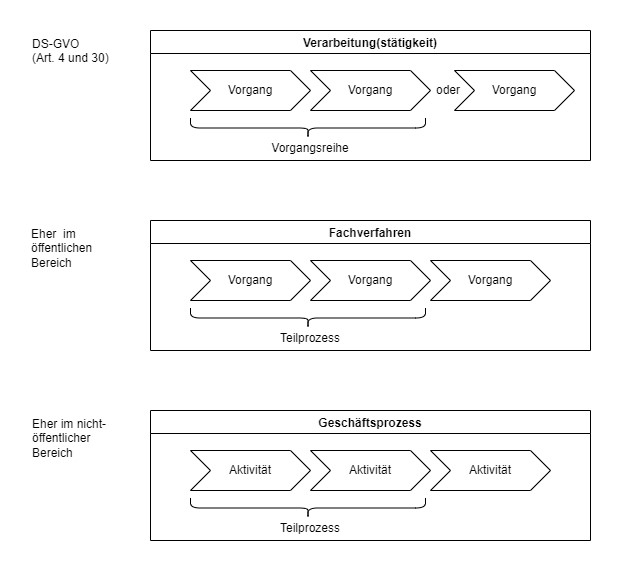 DS-GVO
(Art. 4 und 30)
Verarbeitung(stätigkeit)
Vorgang
Vorgang
oder
Vorgang
Vorgangsreihe
Eher im
öffentlichen
Bereich
Fachverfahren
Vorgang
Vorgang
Vorgang
Teilprozess
Eher im nicht-
öffentlicher
Bereich
Geschäftsprozess
Aktivität
Aktivität
Aktivität
Teilprozess